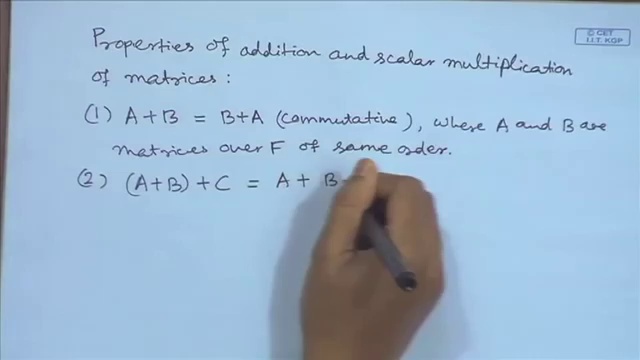 © CET
I.I.T. KGP
Properties of addition and scalar multiplication
of matrices :
(1) A+B = B+A (commutative), where A and B are
matrices over F of same order.
(2) (A+B) + C = A + B